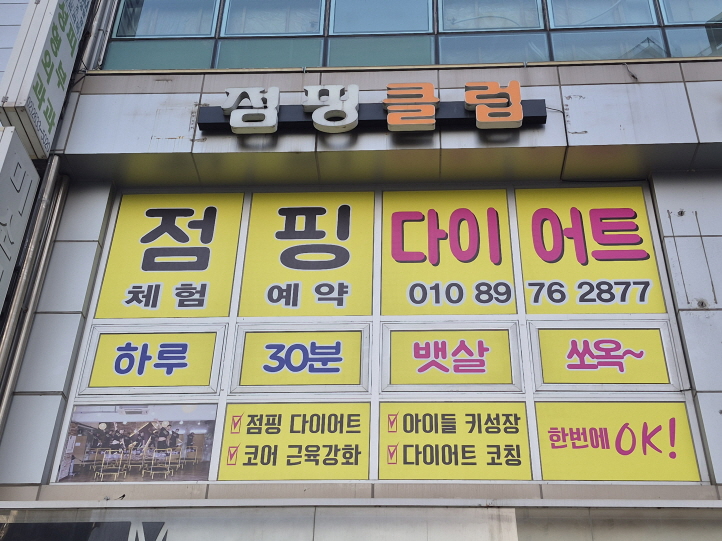 점핑클럽
점핑 다이어트
체험 예약 010 8976 2877
하루 30분 뱃살 쏘옥~
점핑 다이어트
코어 근육강화
아이들 키성장
다이어트 코칭
한번에 OK!